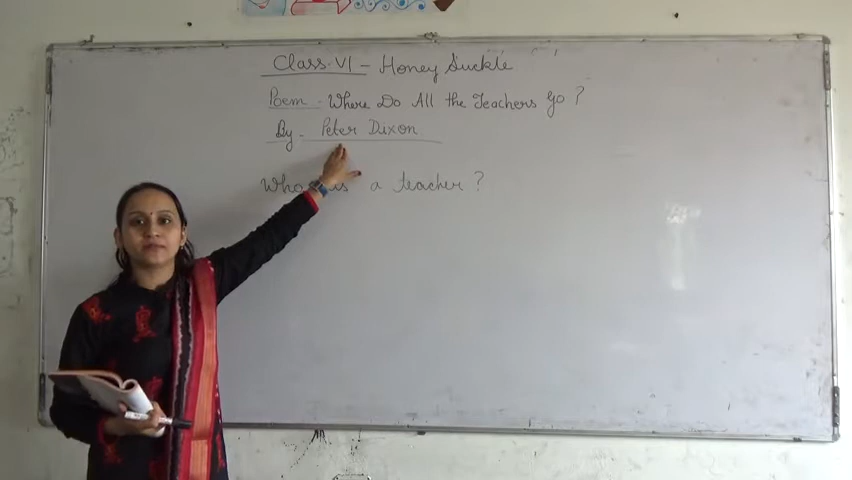 Class-VI - Honey Suckle
Poem - Where Do All the Teachers Go?
By - Peter Dixon
Who is a teacher?